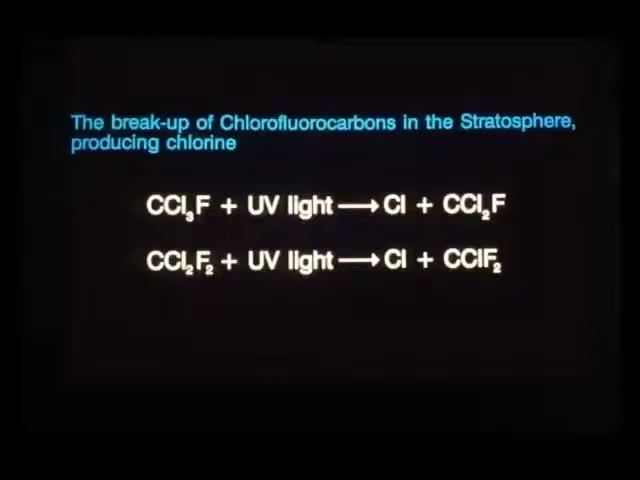 The break-up of Chlorofluorocarbons in the Stratosphere,
producing chlorine
CCl₃F + UV light ⟶ Cl + CCl₂F
CCl₂F₂ + UV light ⟶ Cl + CClF₂